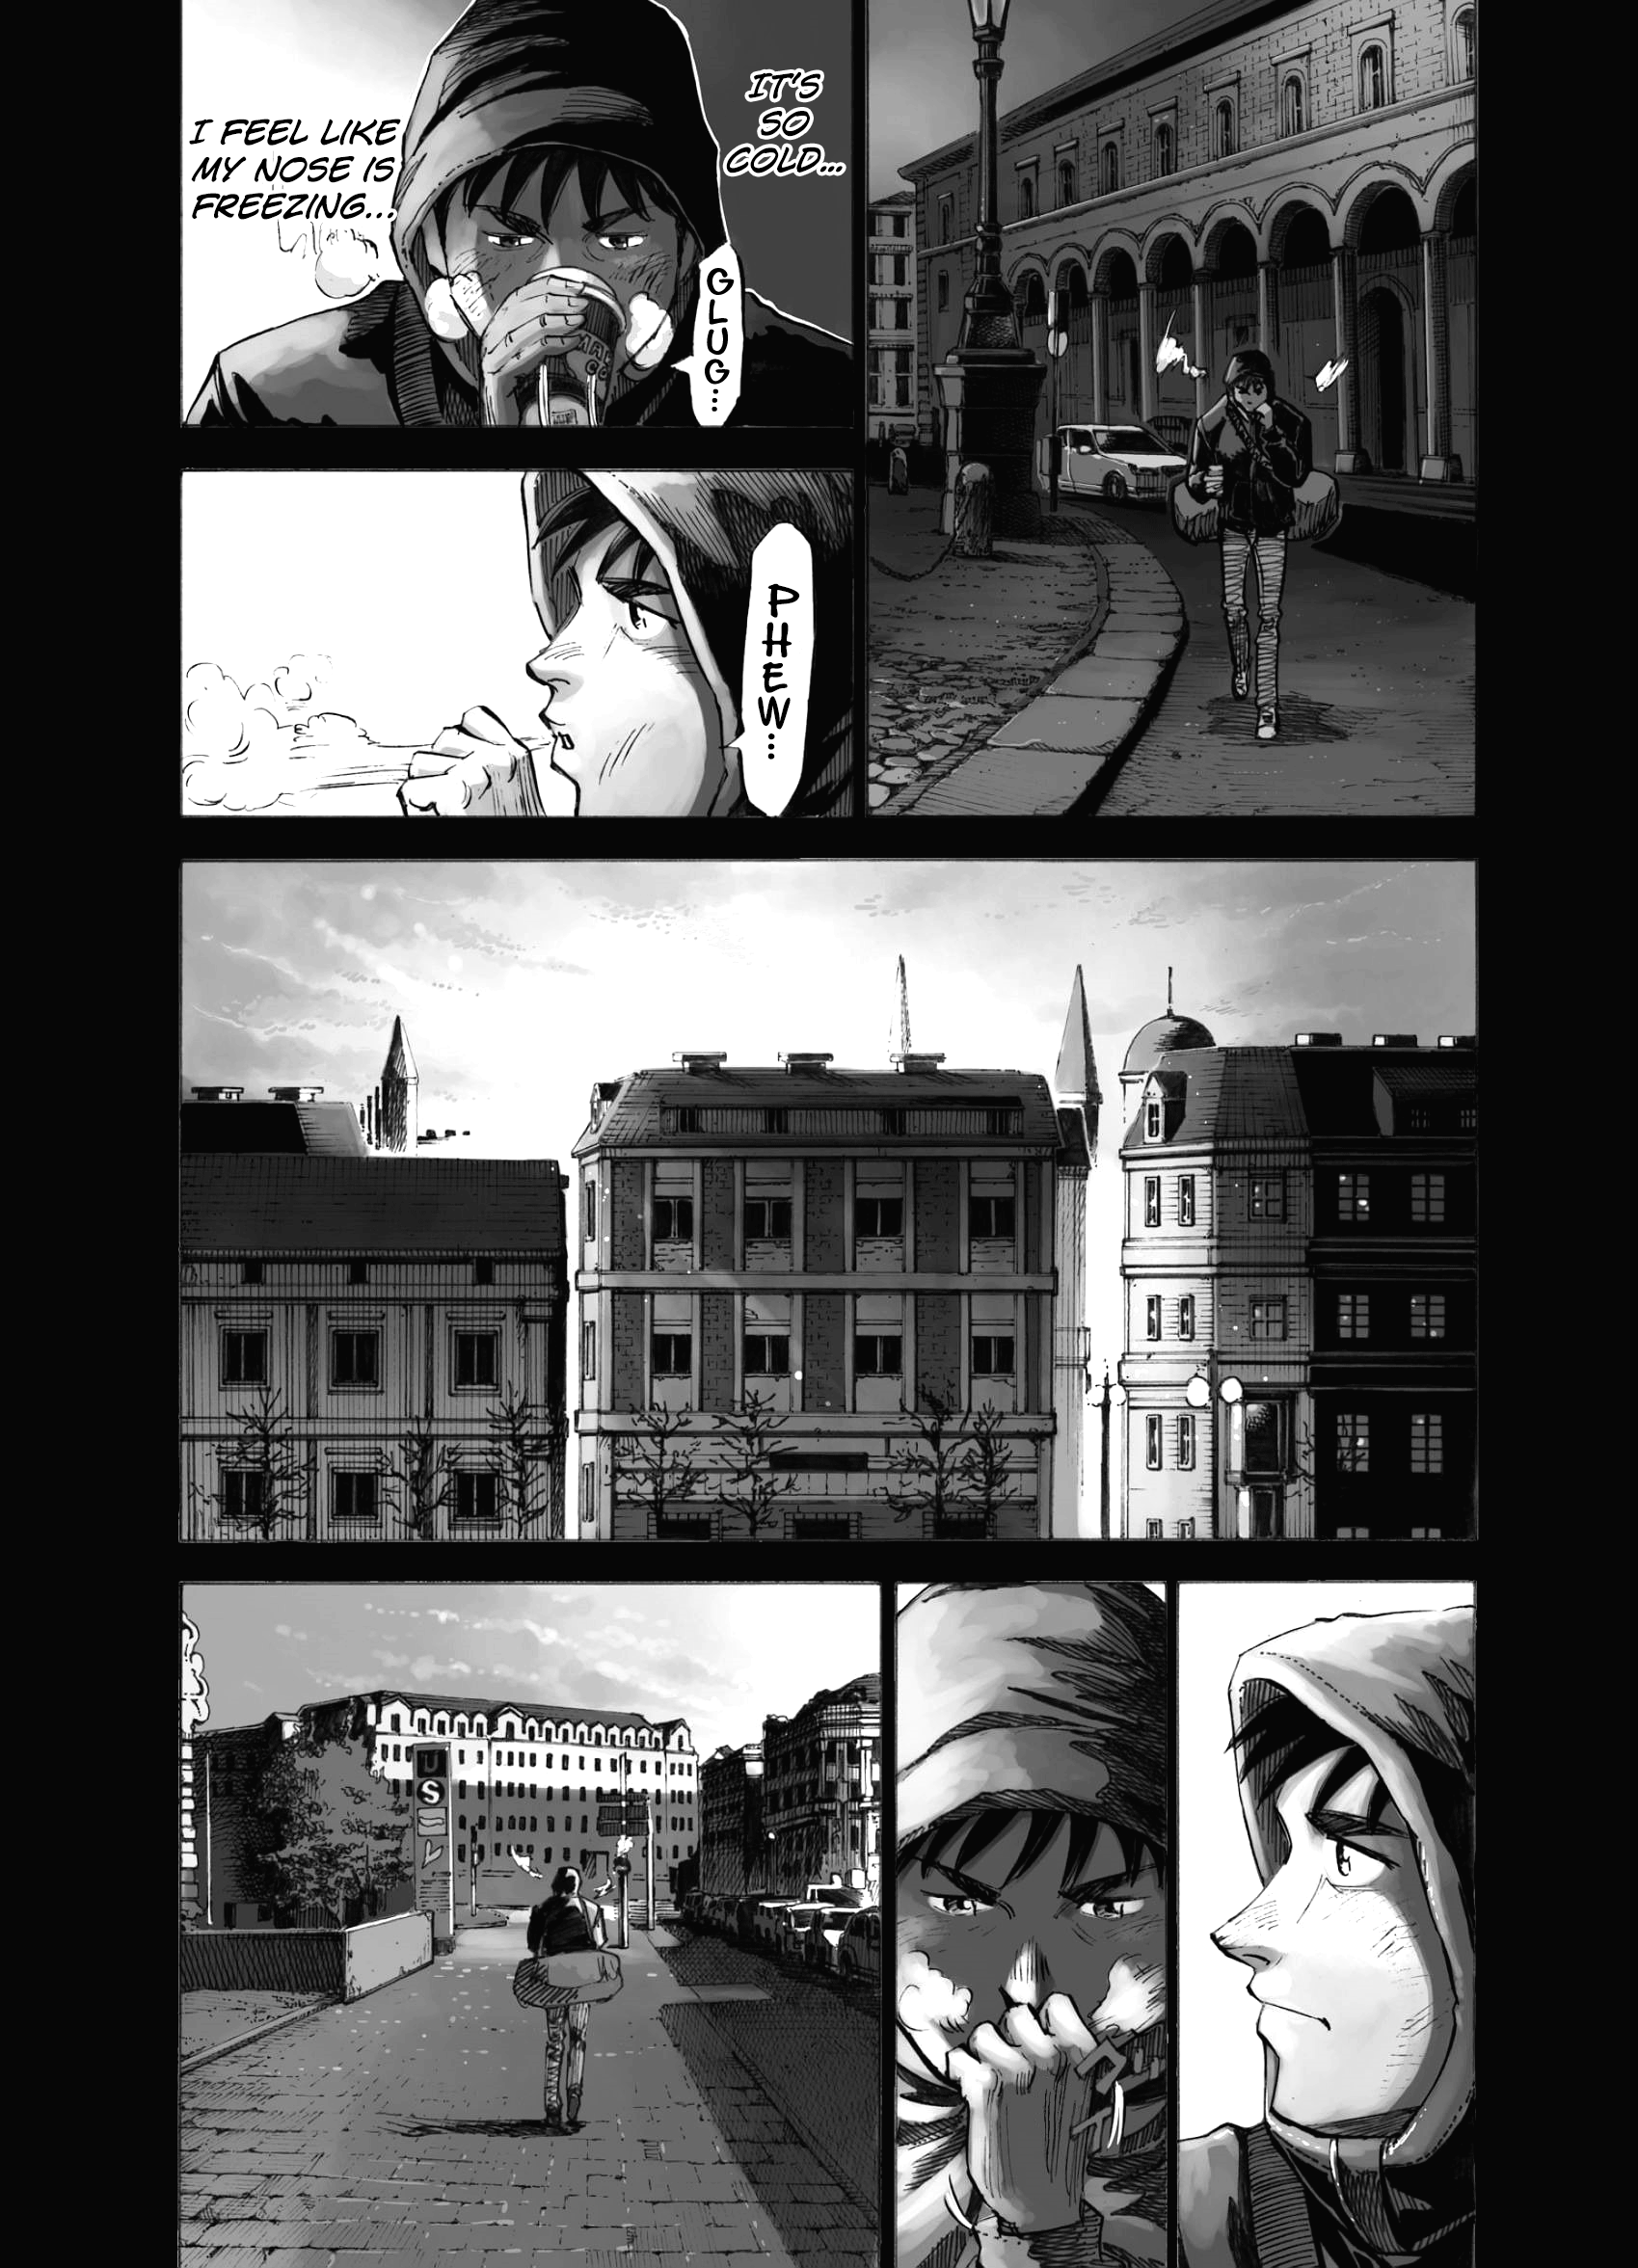 IT'S
SO
COLD...
I FEEL LIKE
MY NOSE IS
FREEZING...
GLUG...
PHEW...
U
S